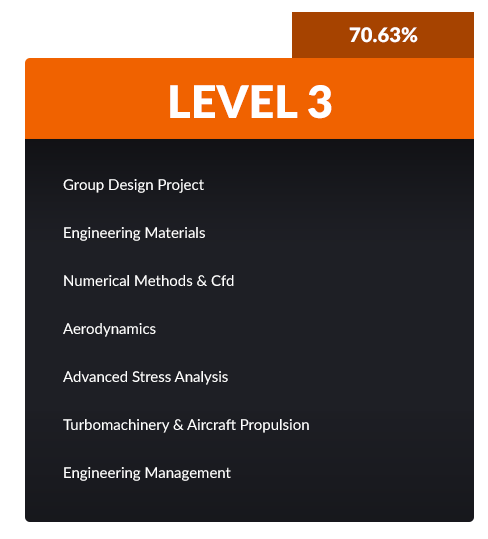 70.63%
LEVEL 3
Group Design Project
Engineering Materials
Numerical Methods & Cfd
Aerodynamics
Advanced Stress Analysis
Turbomachinery & Aircraft Propulsion
Engineering Management